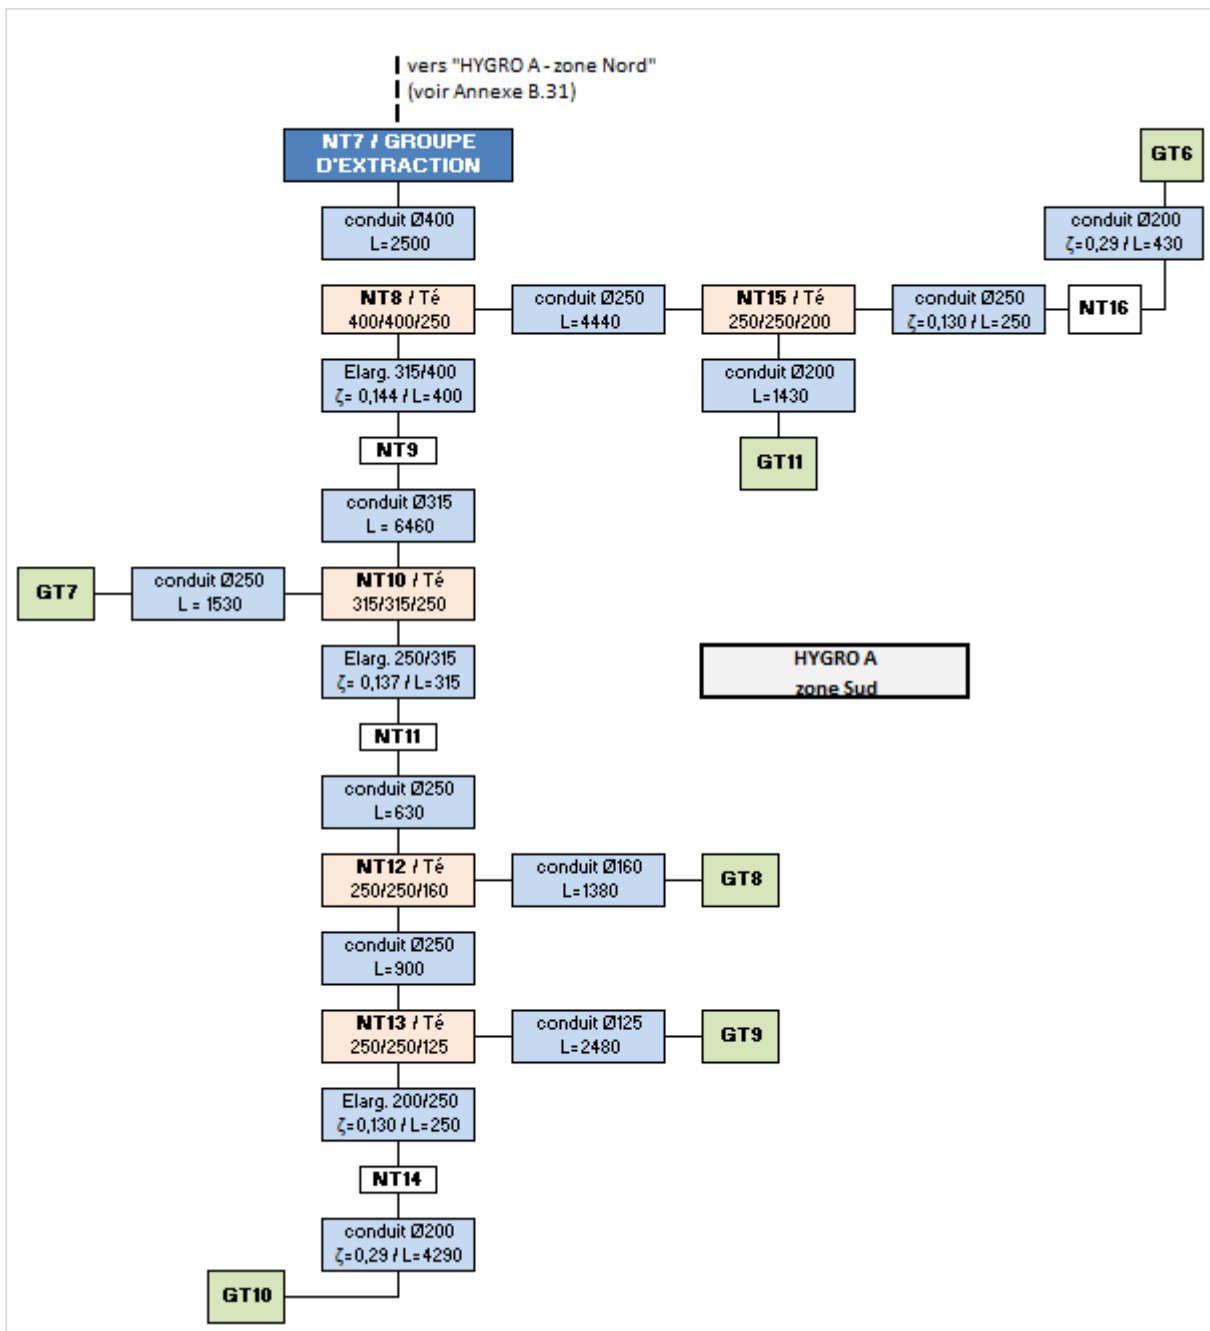 vers "HYGRO A - zone Nord"
(voir Annexe B.31)
NT7 / GROUPE
D'EXTRACTION
GT6
conduit Ø400
L=2500
conduit Ø200
ζ=0,29 / L=430
NT8 / Té
400/400/250
conduit Ø250
L=4440
NT15 / Té
250/250/200
conduit Ø250
ζ=0,130 / L=250
NT16
Elarg. 315/400
ζ= 0,144 / L=400
conduit Ø200
L=1430
NT9
GT11
conduit Ø315
L = 6460
GT7
conduit Ø250
L = 1530
NT10 / Té
315/315/250
Elarg. 250/315
ζ= 0,137 / L=315
HYGRO A
zone Sud
NT11
conduit Ø250
L=630
NT12 / Té
250/250/160
conduit Ø160
L=1380
GT8
conduit Ø250
L=900
NT13 / Té
250/250/125
conduit Ø125
L=2480
GT9
Elarg. 200/250
ζ=0,130 / L=250
NT14
conduit Ø200
ζ=0,29 / L=4290
GT10